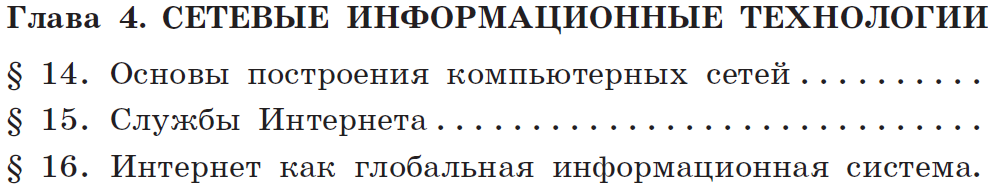 Глава 4. СЕТЕВЫЕ ИНФОРМАЦИОННЫЕ ТЕХНОЛОГИИ
§ 14. Основы построения компьютерных сетей . . . . . . . . . .
§ 15. Службы Интернета . . . . . . . . . . . . . . . . . . . . . . . . . . . . .
§ 16. Интернет как глобальная информационная система.